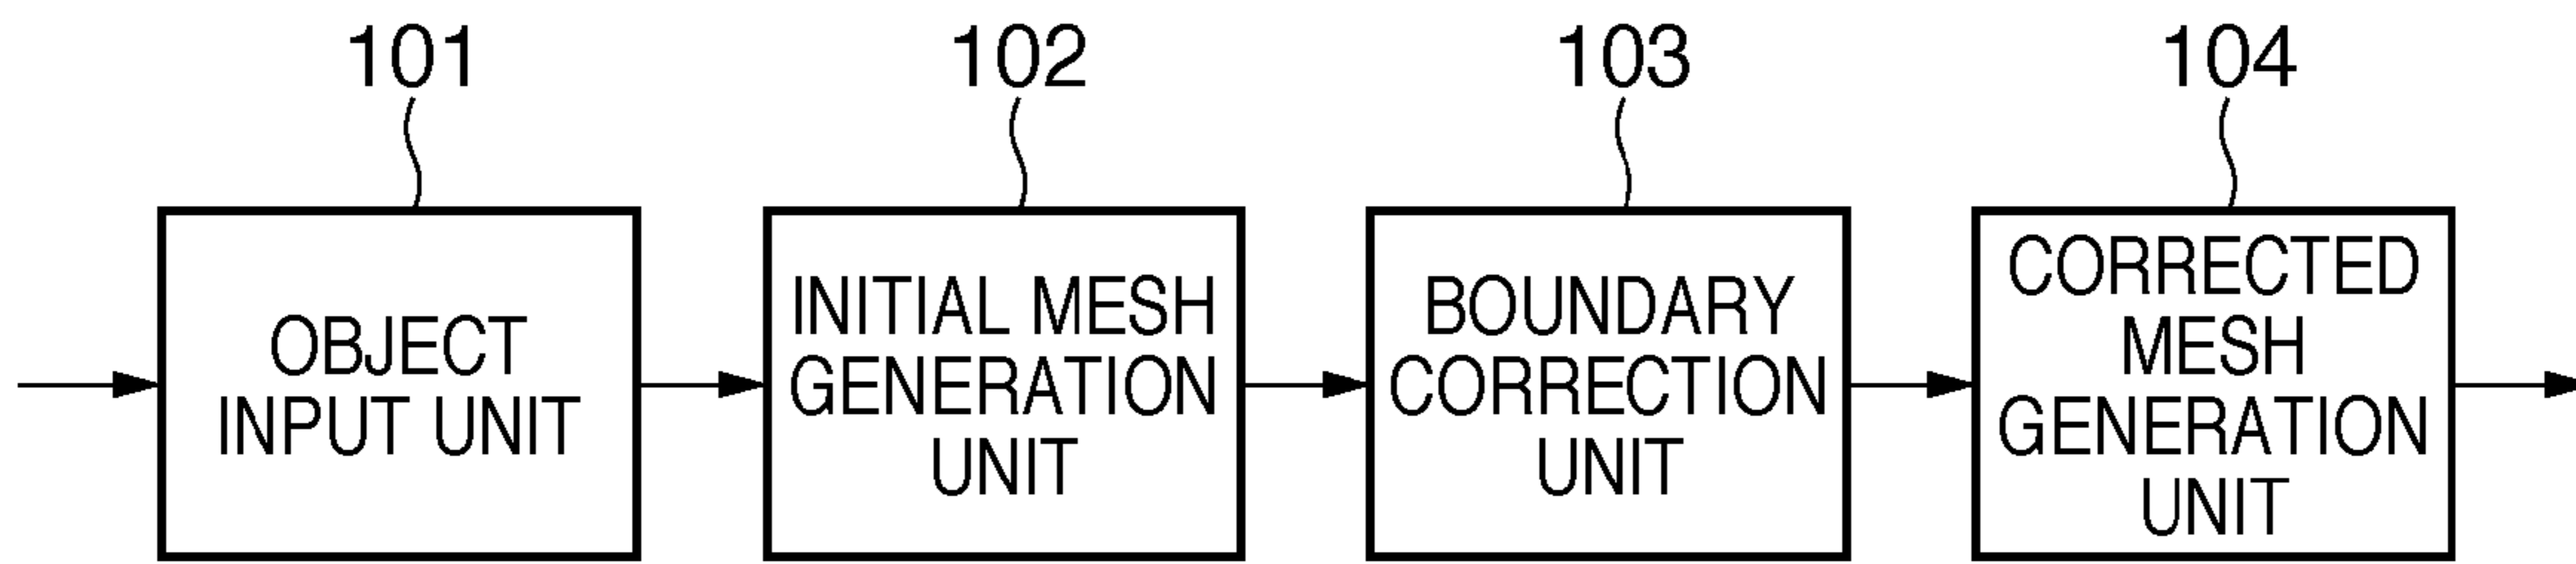 101
102
103
104
OBJECT
INPUT UNIT
INITIAL MESH
GENERATION
UNIT
BOUNDARY
CORRECTION
UNIT
CORRECTED
MESH
GENERATION
UNIT